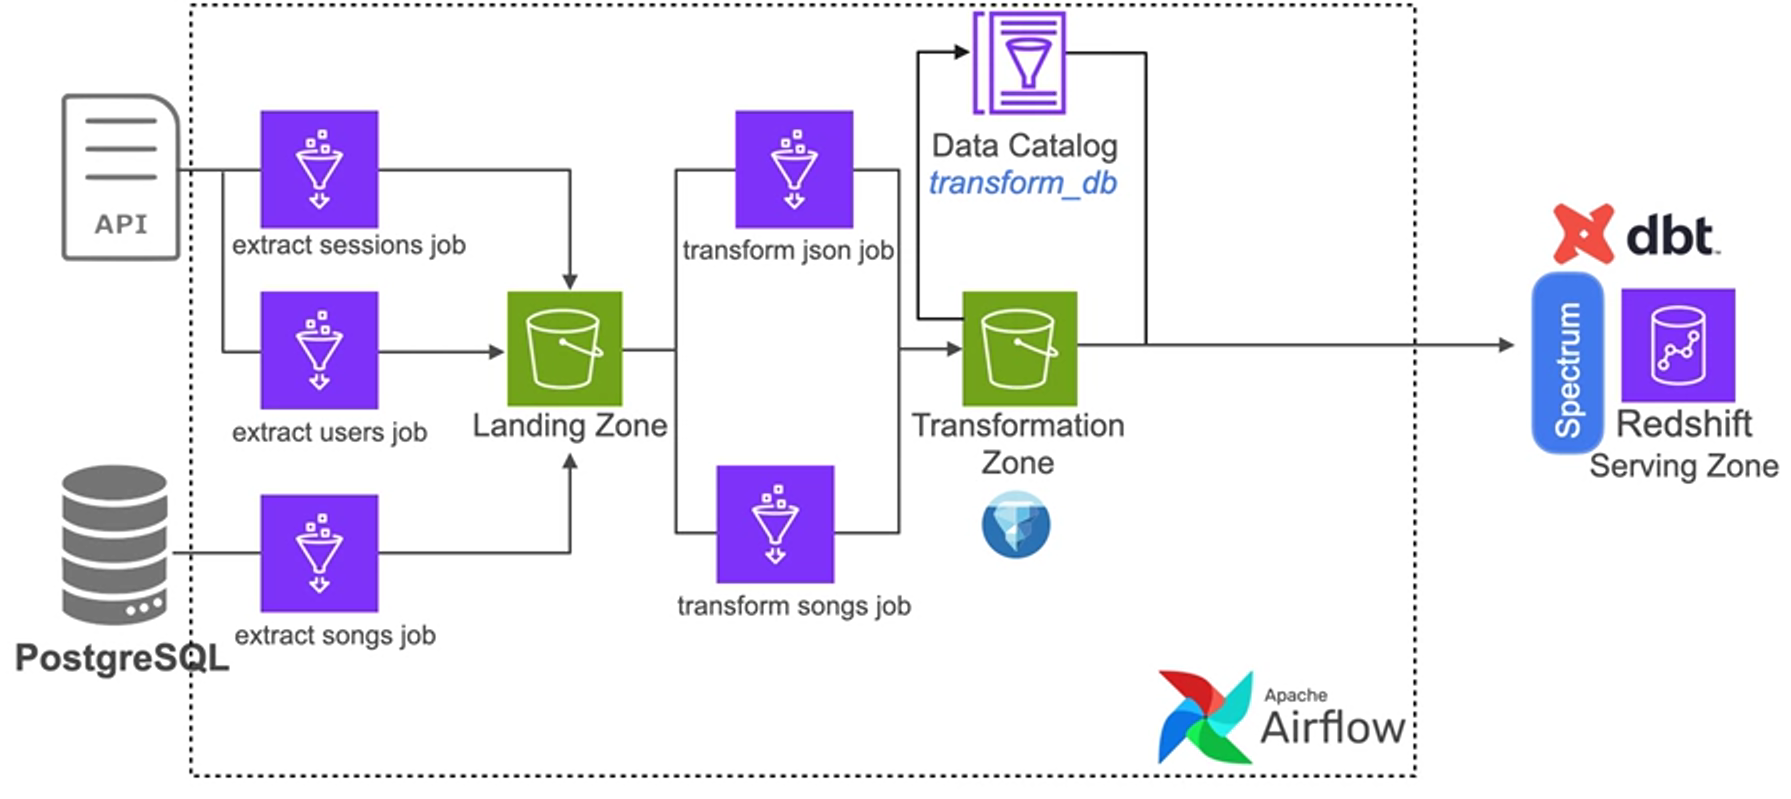 API
extract sessions job
extract users job
PostgreSQL
extract songs job
Landing Zone
transform json job
transform songs job
Data Catalog
transform_db
Transformation
Zone
Apache
Airflow
dbt
Spectrum
Redshift
Serving Zone